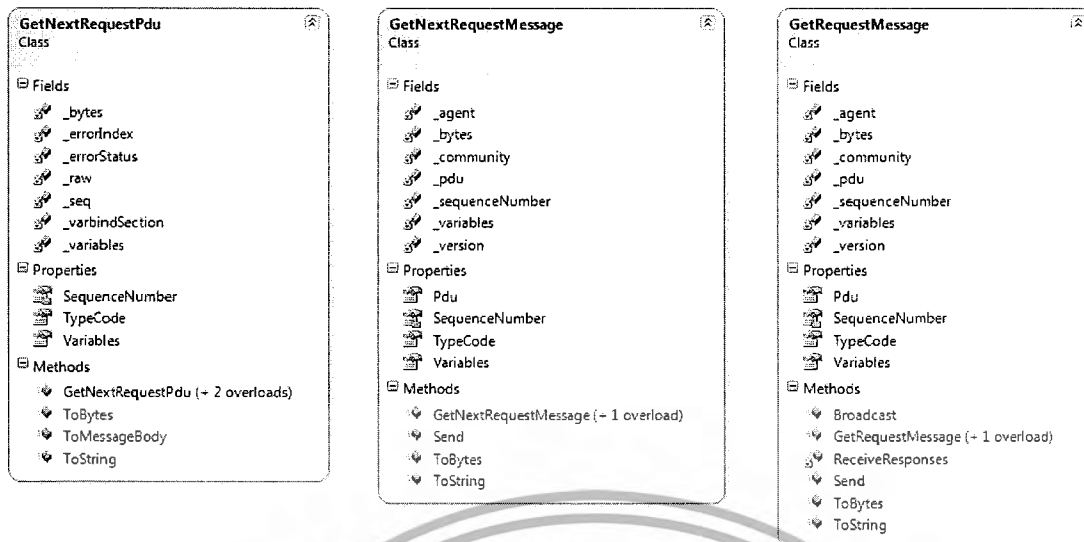 GetNextRequestPdu
Class
Fields
_bytes
_errorIndex
_errorStatus
_raw
_seq
_varbindSection
_variables
Properties
SequenceNumber
TypeCode
Variables
Methods
GetNextRequestPdu (+ 2 overloads)
ToBytes
ToMessageBody
ToString
GetNextRequestMessage
Class
Fields
_agent
_bytes
_community
_pdu
_sequenceNumber
_variables
_version
Properties
Pdu
SequenceNumber
TypeCode
Variables
Methods
GetNextRequestMessage (+ 1 overload)
Send
ToBytes
ToString
GetRequestMessage
Class
Fields
_agent
_bytes
_community
_pdu
_sequenceNumber
_variables
_version
Properties
Pdu
SequenceNumber
TypeCode
Variables
Methods
Broadcast
GetRequestMessage (+ 1 overload)
ReceiveResponses
Send
ToBytes
ToString